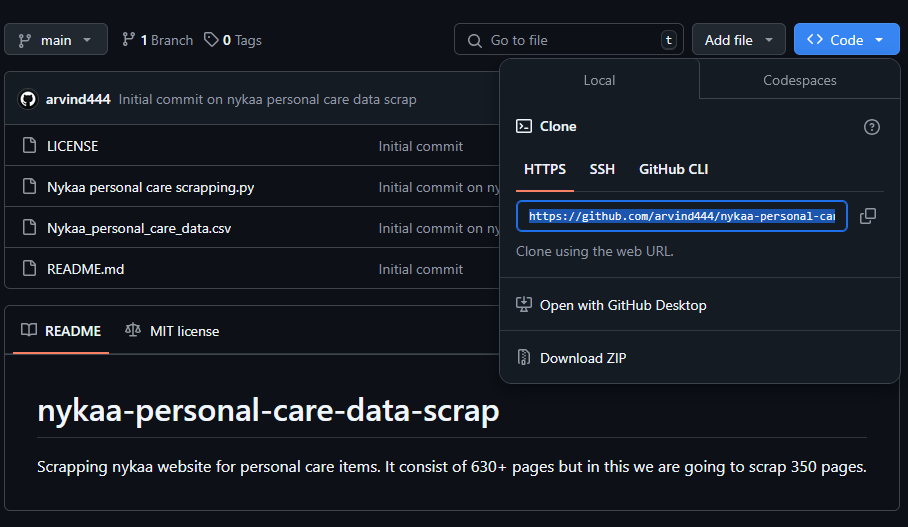 main 1 Branch 0 Tags Go to file t Add file Code
Local Codespaces
arvind444 Initial commit on nykaa personal care data scrap
Clone
HTTPS SSH GitHub CLI
LICENSE Initial commit
Nykaa personal care scrapping.py Initial commit on ny
https://github.com/arvind444/nykaa-personal-car
Nykaa_personal_care_data.csv Initial commit on ny
Clone using the web URL.
README.md Initial commit
Open with GitHub Desktop
README MIT license
Download ZIP
nykaa-personal-care-data-scrap
Scrapping nykaa website for personal care items. It consist of 630+ pages but in this we are going to scrap 350 pages.